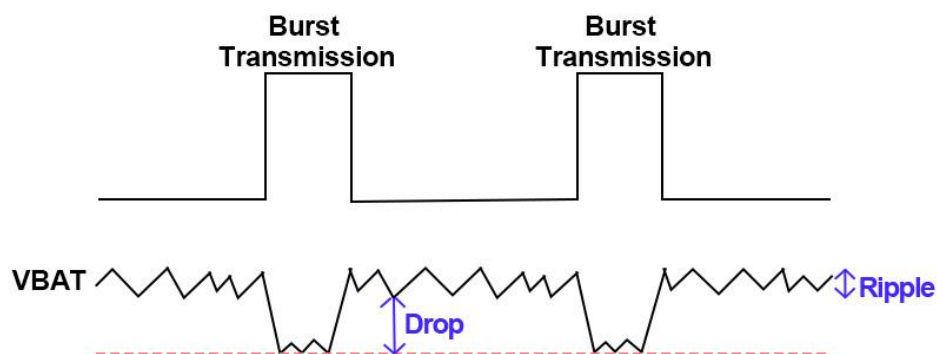 Burst
Transmission
Burst
Transmission
VBAT
Ripple
Drop